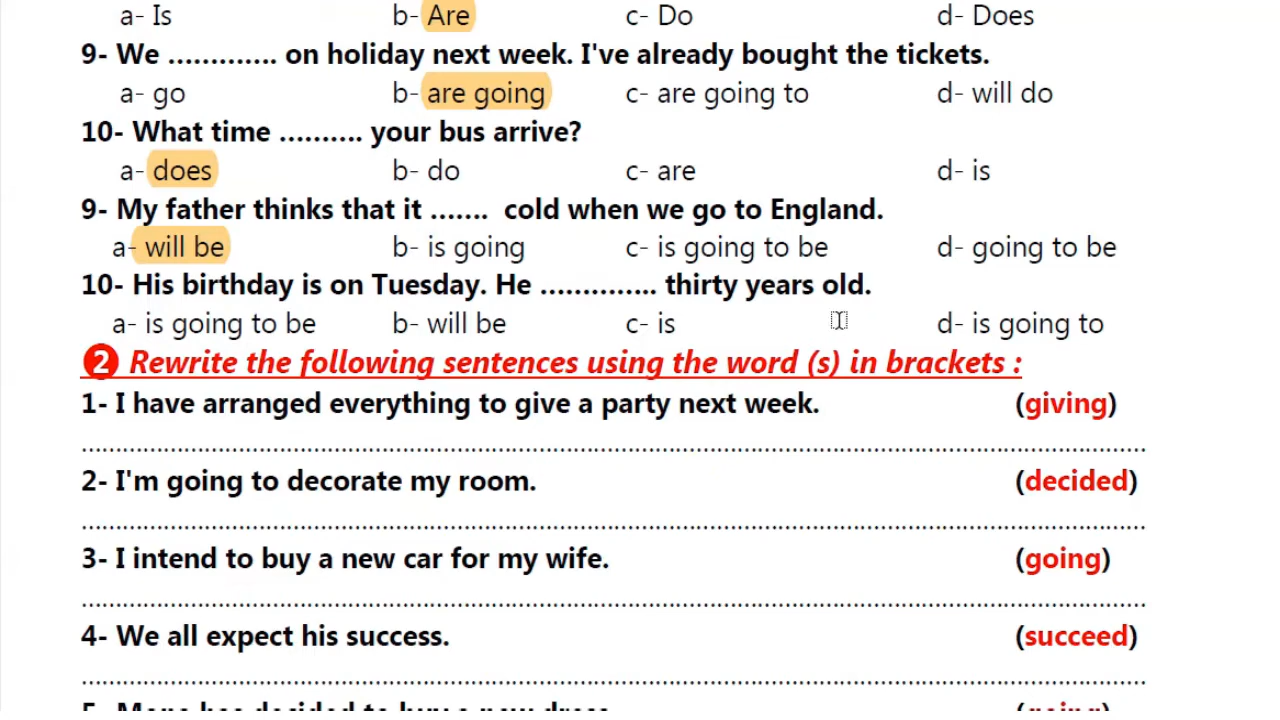 a- Is b- Are c- Do d- Does
9- We ............. on holiday next week. I've already bought the tickets.
a- go b- are going c- are going to d- will do
10- What time .......... your bus arrive?
a- does b- do c- are d- is
9- My father thinks that it ....... cold when we go to England.
a- will be b- is going c- is going to be d- going to be
10- His birthday is on Tuesday. He .............. thirty years old.
a- is going to be b- will be c- is d- is going to
2 Rewrite the following sentences using the word (s) in brackets :
1- I have arranged everything to give a party next week. (giving)
2- I'm going to decorate my room. (decided)
3- I intend to buy a new car for my wife. (going)
4- We all expect his success. (succeed)